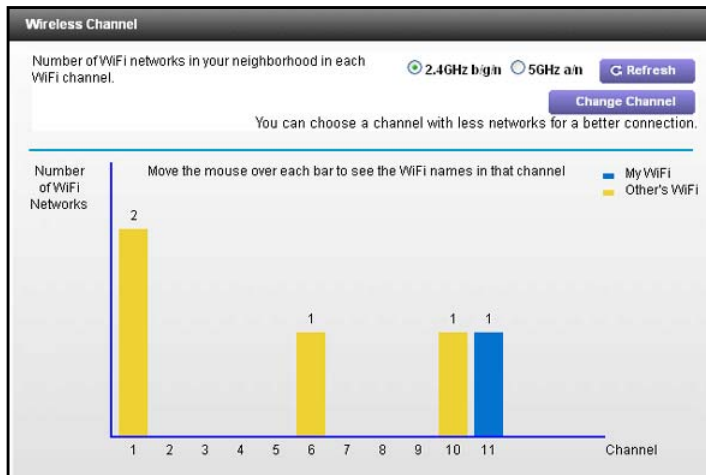 Wireless Channel
Number of WiFi networks in your neighborhood in each
WiFi channel.
2.4GHz b/g/n 5GHz a/n Refresh
Change Channel
You can choose a channel with less networks for a better connection.
Number
of WiFi
Networks
Move the mouse over each bar to see the WiFi names in that channel
My WiFi
Other's WiFi
2
1
1 1
1 2 3 4 5 6 7 8 9 10 11 Channel